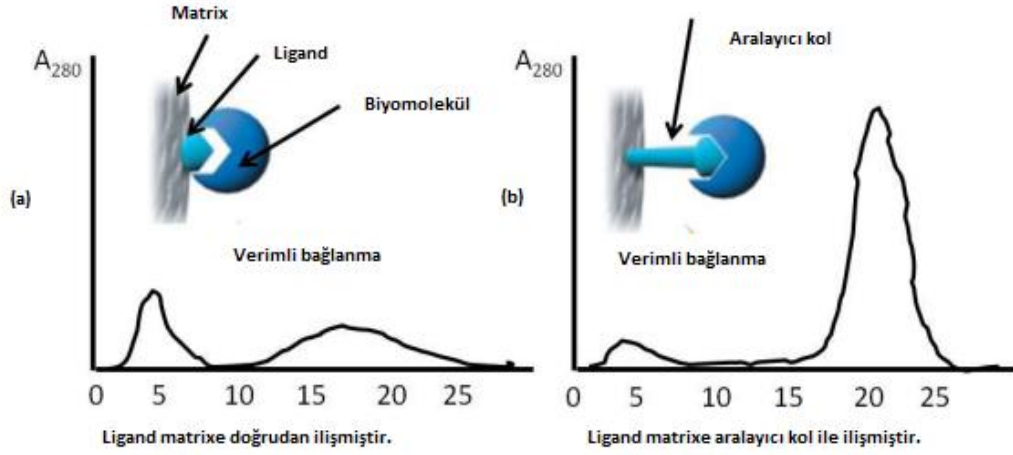 Matrix
Ligand
Biyomolekül
A280
(a)
Verimli bağlanma
0 5 10 15 20 25
Ligand matrixe doğrudan ilişmiştir.
Aralayıcı kol
A280
(b)
Verimli bağlanma
0 5 10 15 20 25
Ligand matrixe aralayıcı kol ile ilişmiştir.